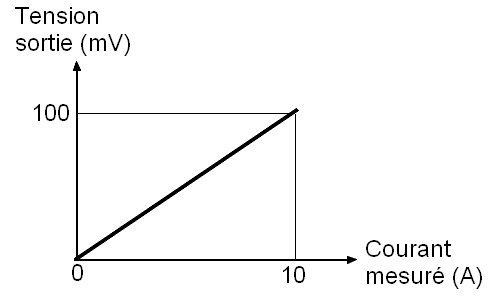 Tension
sortie (mV)
100
0
10
Courant
mesuré (A)